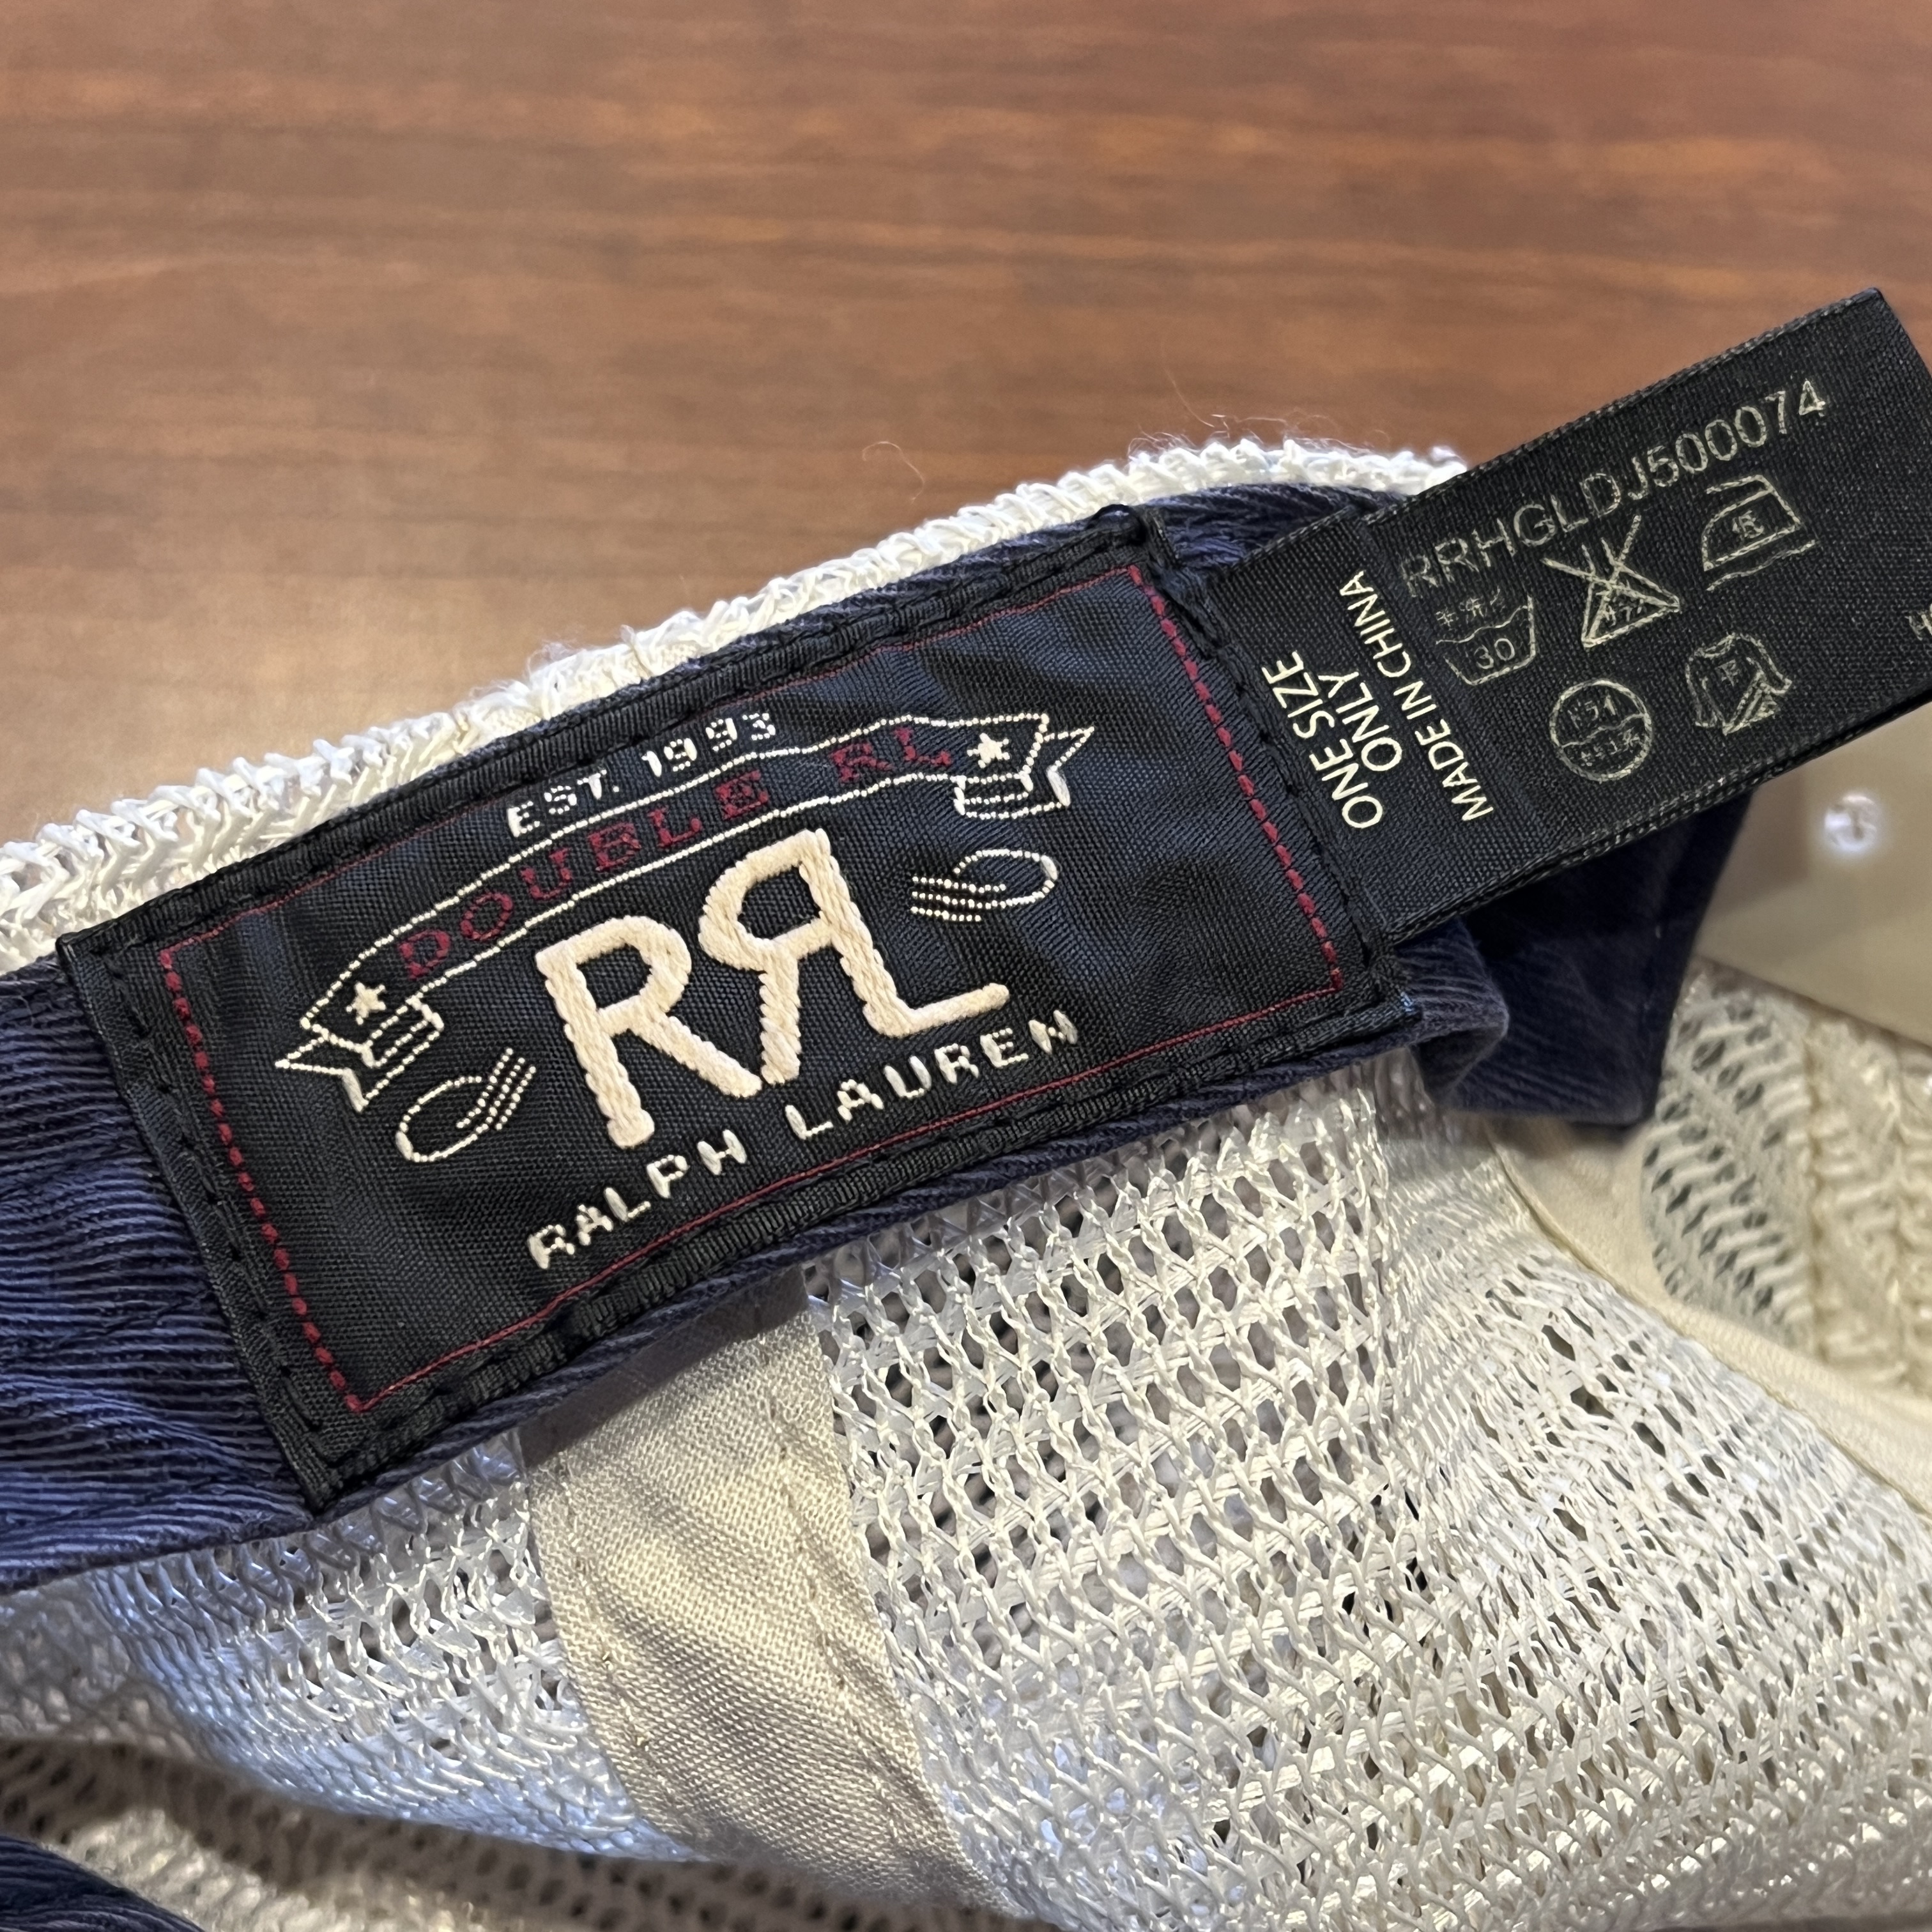 EST. 1993
DOUBLE RL
RRL
RALPH LAUREN
ONE SIZE
ONLY
MADE IN CHINA
RRHGLDJ500074
30